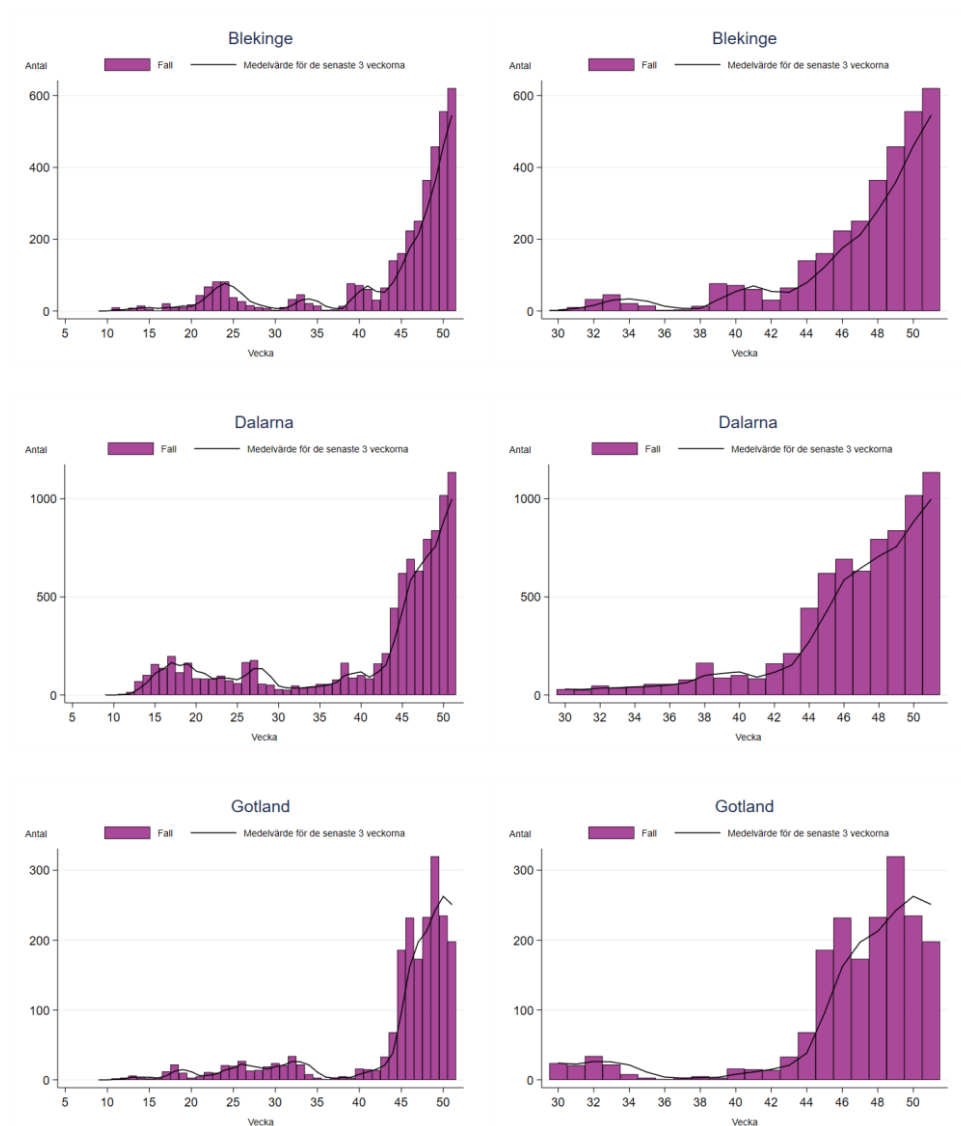 Blekinge
Antal Fall Medelvärde för de senaste 3 veckorna
600
400
200
0
5 10 15 20 25 30 35 40 45 50
Vecka
Blekinge
Antal Fall Medelvärde för de senaste 3 veckorna
600
400
200
0
30 32 34 36 38 40 42 44 46 48 50
Vecka
Dalarna
Antal Fall Medelvärde för de senaste 3 veckorna
1000
500
0
5 10 15 20 25 30 35 40 45 50
Vecka
Dalarna
Antal Fall Medelvärde för de senaste 3 veckorna
1000
500
0
30 32 34 36 38 40 42 44 46 48 50
Vecka
Gotland
Antal Fall Medelvärde för de senaste 3 veckorna
300
200
100
0
5 10 15 20 25 30 35 40 45 50
Vecka
Gotland
Antal Fall Medelvärde för de senaste 3 veckorna
300
200
100
0
30 32 34 36 38 40 42 44 46 48 50
Vecka